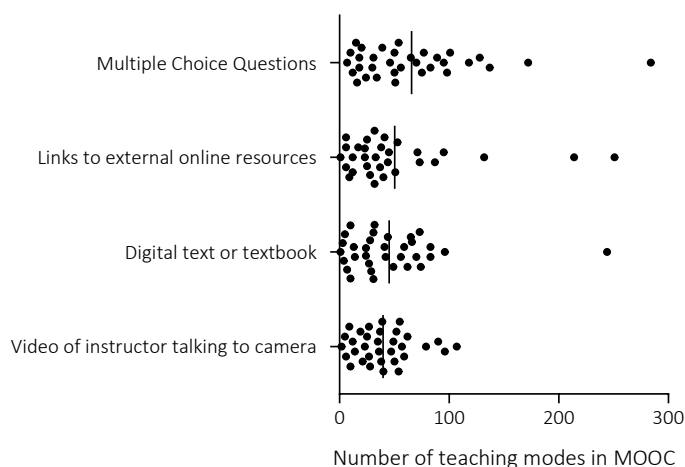 Multiple Choice Questions
Links to external online resources
Digital text or textbook
Video of instructor talking to camera
0 100 200 300
Number of teaching modes in MOOC